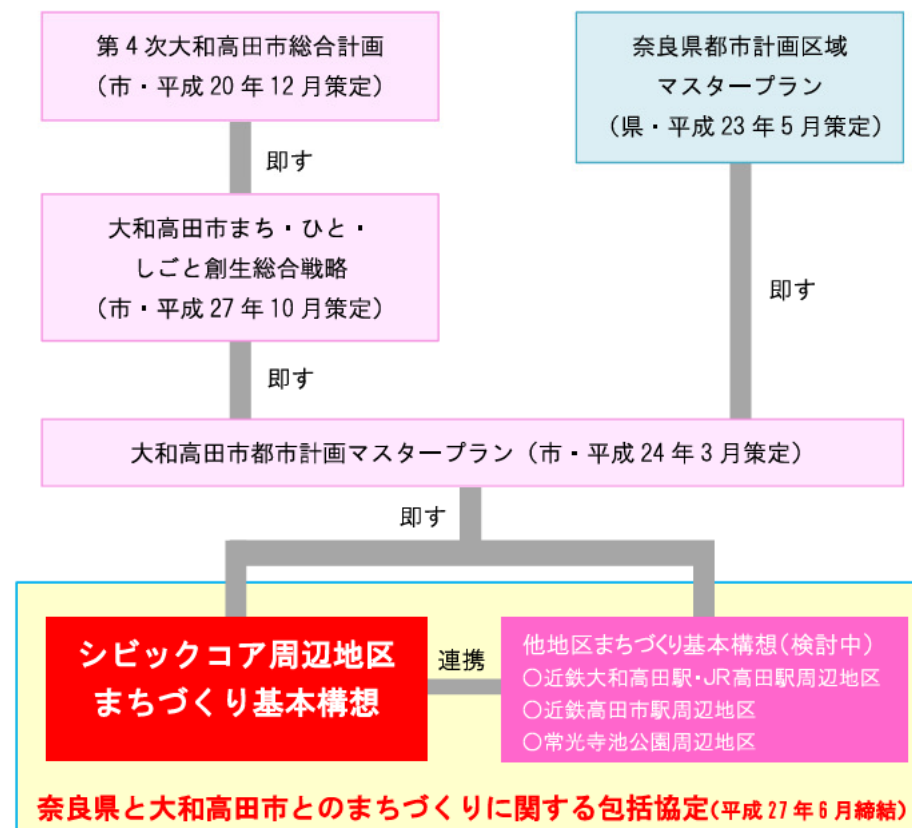 第4次大和高田市総合計画
(市・平成20年12月策定)
奈良県都市計画区域
マスタープラン
(県・平成23年5月策定)
即す
大和高田市まち・ひと・
しごと創生総合戦略
(市・平成27年10月策定)
即す
即す
大和高田市都市計画マスタープラン(市・平成24年3月策定)
即す
シビックコア周辺地区
まちづくり基本構想
連携
他地区まちづくり基本構想(検討中)
○近鉄大和高田駅・JR高田駅周辺地区
○近鉄高田市駅周辺地区
○常光寺池公園周辺地区
奈良県と大和高田市とのまちづくりに関する包括協定(平成27年6月締結)